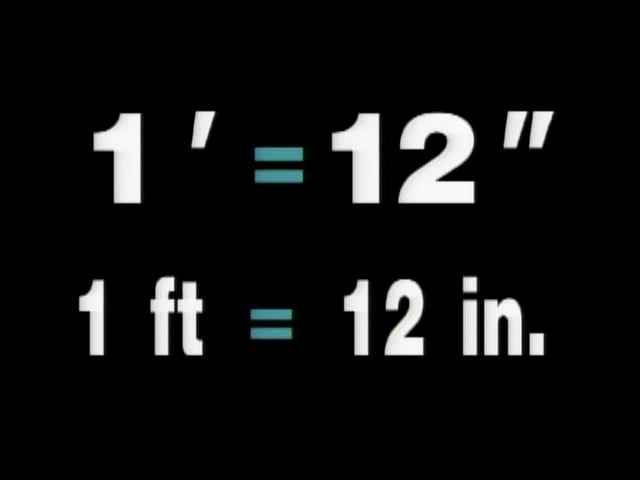 1 ′ = 12 ″
1 ft = 12 in.